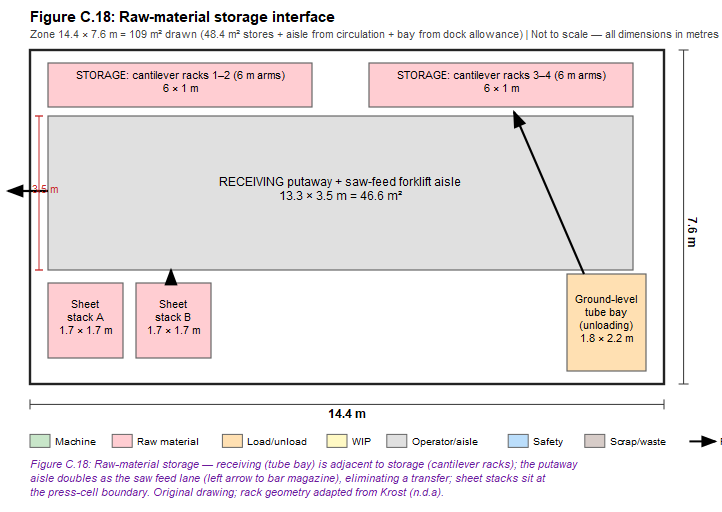 Figure C.18: Raw-material storage interface
Zone 14.4 × 7.6 m = 109 m² drawn (48.4 m² stores + aisle from circulation + bay from dock allowance) | Not to scale — all dimensions in metres
STORAGE: cantilever racks 1–2 (6 m arms)
6 × 1 m
STORAGE: cantilever racks 3–4 (6 m arms)
6 × 1 m
RECEIVING putaway + saw-feed forklift aisle
13.3 × 3.5 m = 46.6 m²
3.5 m
7.6 m
Sheet
stack A
1.7 × 1.7 m
Sheet
stack B
1.7 × 1.7 m
Ground-level
tube bay
(unloading)
1.8 × 2.2 m
14.4 m
Machine Raw material Load/unload WIP Operator/aisle Safety Scrap/waste
Figure C.18: Raw-material storage — receiving (tube bay) is adjacent to storage (cantilever racks); the putaway
aisle doubles as the saw feed lane (left arrow to bar magazine), eliminating a transfer; sheet stacks sit at
the press-cell boundary. Original drawing; rack geometry adapted from Krost (n.d.a).